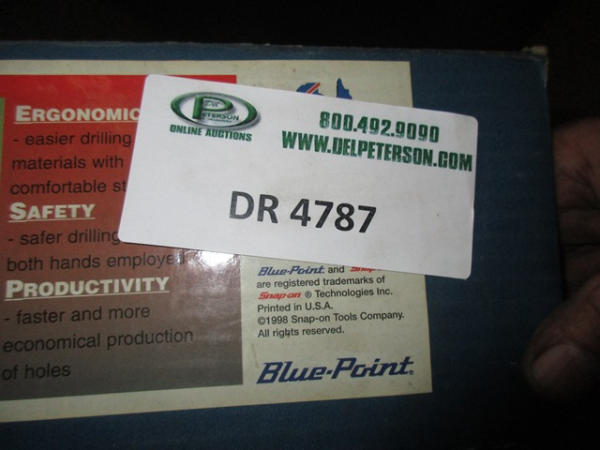 ERGONOMIC
- easier drilling
materials with
comfortable
SAFETY
- safer drilling
both hands employe
PRODUCTIVITY
- faster and more
economical production
of holes
PETERSON
ONLINE AUCTIONS
800.492.9090
WWW.DELPETERSON.COM
DR 4787
Blue-Point and Snap
are registered trademarks of
Snap-on ® Technologies Inc.
Printed in U.S.A.
©1998 Snap-on Tools Company.
All rights reserved.
Blue-Point®